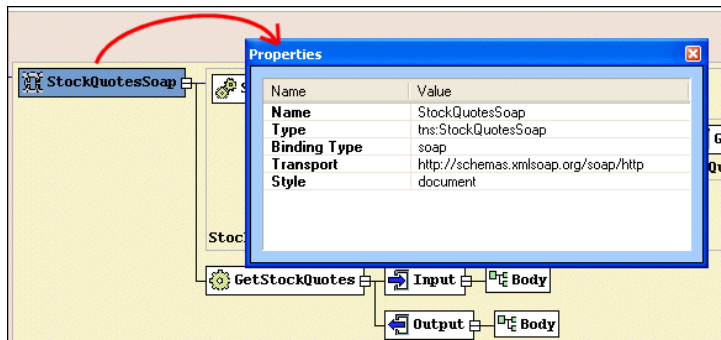 Properties
StockQuotesSoap
Name Value
Name StockQuotesSoap
Type tns:StockQuotesSoap
Binding Type soap
Transport http://schemas.xmlsoap.org/soap/http
Style document
Stoc
GetStockQuotes Input Body
Output Body